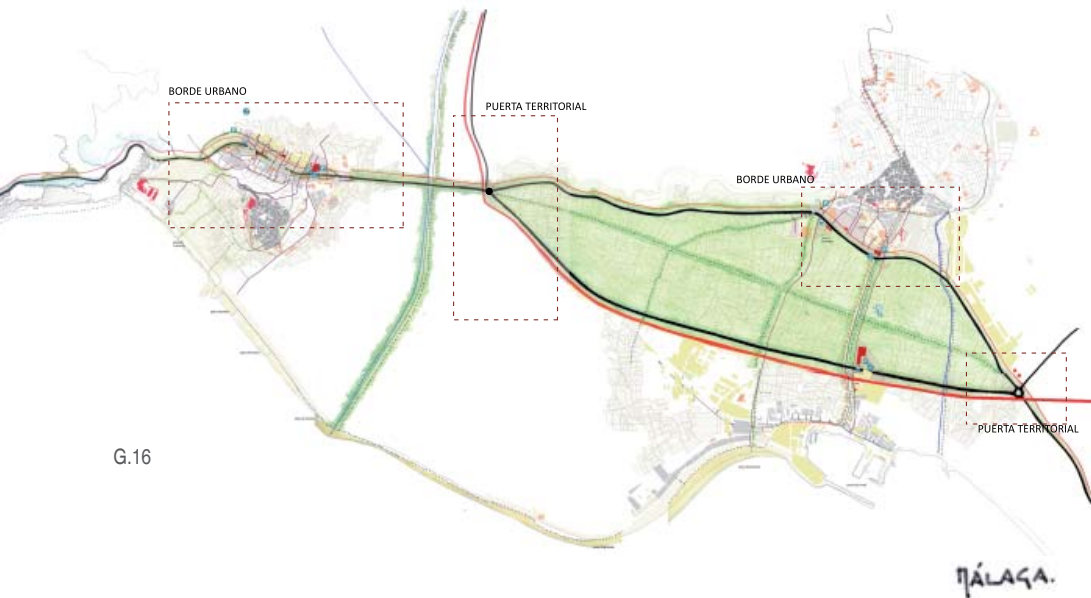 BORDE URBANO
PUERTA TERRITORIAL
BORDE URBANO
PUERTA TERRITORIAL
G.16
MÁLAGA.